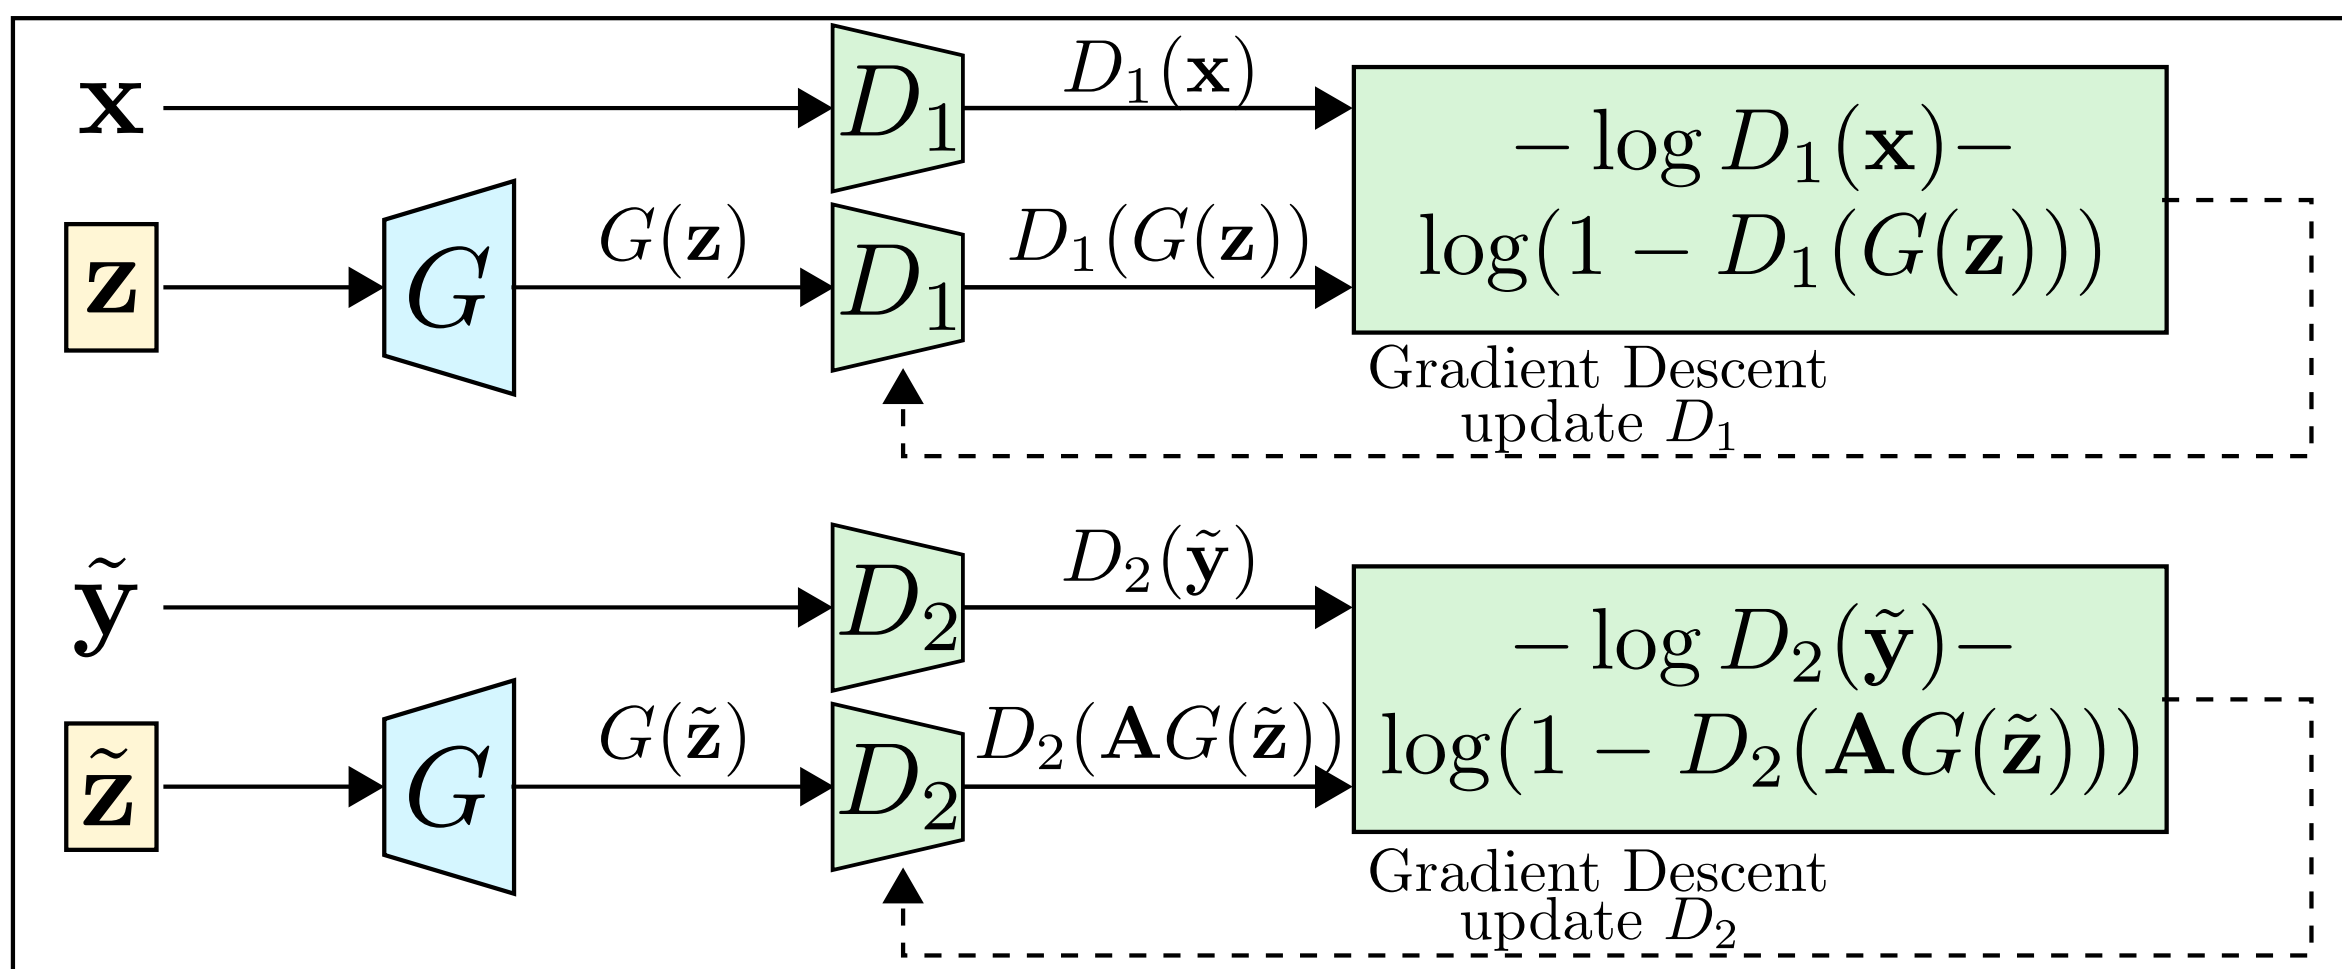 x
D₁
D₁(x)
− log D₁(x)−
log(1 − D₁(G(z)))
z
G
G(z)
D₁
D₁(G(z))
Gradient Descent
update D₁
ỹ
D₂
D₂(ỹ)
− log D₂(ỹ)−
log(1 − D₂(AG(z̃)))
z̃
G
G(z̃)
D₂
D₂(AG(z̃))
Gradient Descent
update D₂